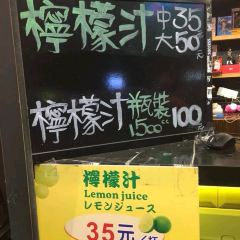 檸檬汁 中35
大50
檸檬汁 瓶裝 100
1500cc
檸檬汁
Lemon juice
レモンジュース
35元/杯